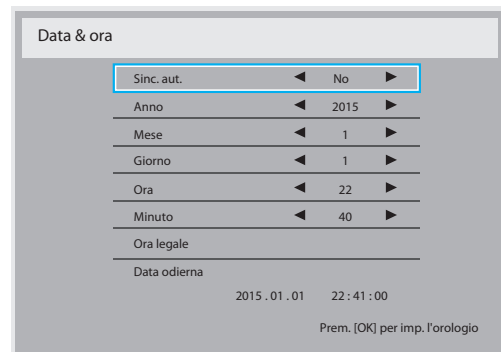 Data & ora
Sinc. aut. ◀ No ▶
Anno ◀ 2015 ▶
Mese ◀ 1 ▶
Giorno ◀ 1 ▶
Ora ◀ 22 ▶
Minuto ◀ 40 ▶
Ora legale
Data odierna
2015 . 01 . 01 22 : 41 : 00
Prem. [OK] per imp. l'orologio